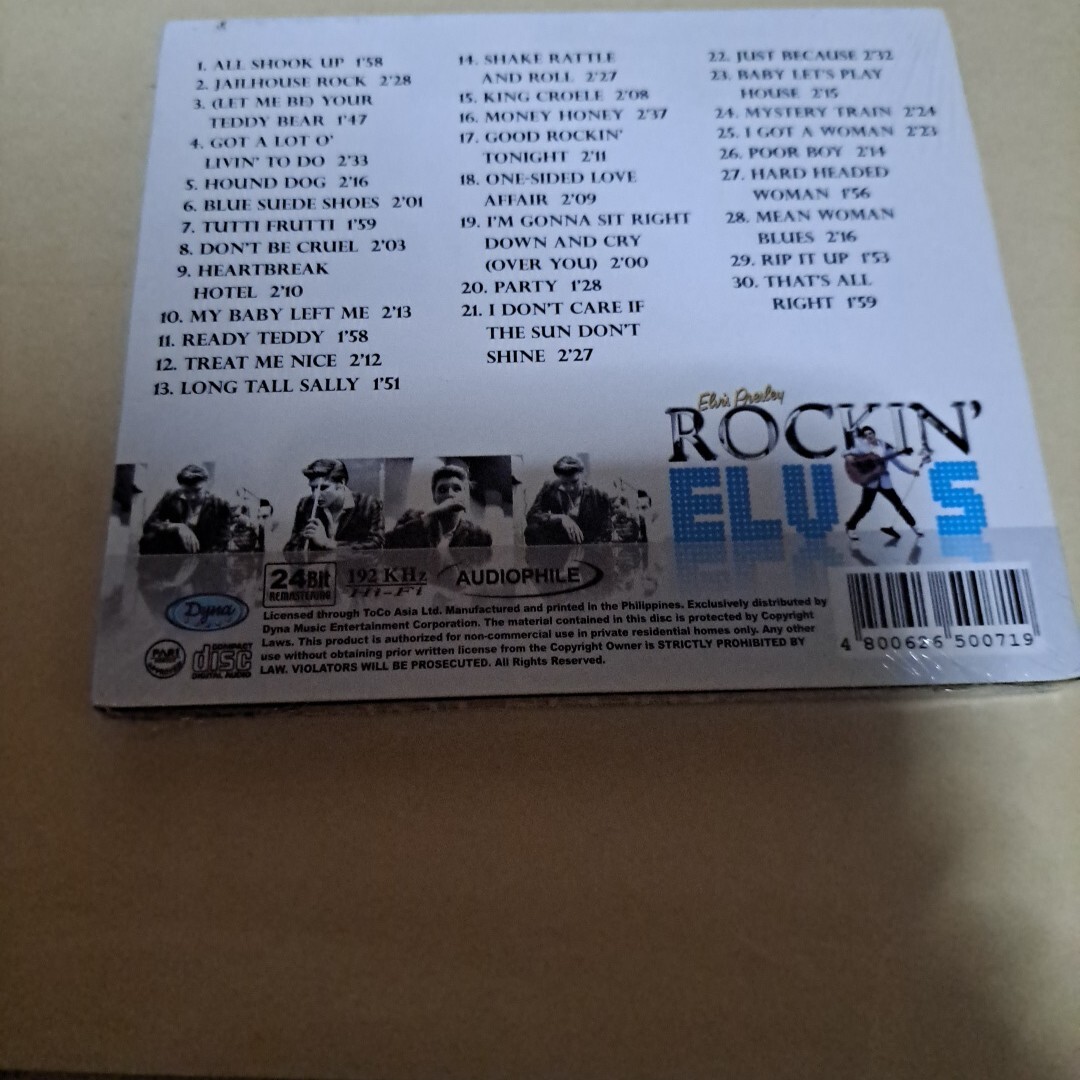 1. ALL SHOOK UP 1'58
2. JAILHOUSE ROCK 2'28
3. (LET ME BE) YOUR
TEDDY BEAR 1'47
4. GOT A LOT O'
LIVIN' TO DO 2'33
5. HOUND DOG 2'16
6. BLUE SUEDE SHOES 2'01
7. TUTTI FRUTTI 1'59
8. DON'T BE CRUEL 2'03
9. HEARTBREAK
HOTEL 2'10
10. MY BABY LEFT ME 2'13
11. READY TEDDY 1'58
12. TREAT ME NICE 2'12
13. LONG TALL SALLY 1'51
14. SHAKE RATTLE
AND ROLL 2'27
15. KING CROELE 2'08
16. MONEY HONEY 2'37
17. GOOD ROCKIN'
TONIGHT 2'11
18. ONE-SIDED LOVE
AFFAIR 2'09
19. I'M GONNA SIT RIGHT
DOWN AND CRY
(OVER YOU) 2'00
20. PARTY 1'28
21. I DON'T CARE IF
THE SUN DON'T
SHINE 2'27
22. JUST BECAUSE 2'32
23. BABY LET'S PLAY
HOUSE 2'15
24. MYSTERY TRAIN 2'24
25. I GOT A WOMAN 2'23
26. POOR BOY 2'14
27. HARD HEADED
WOMAN 1'56
28. MEAN WOMAN
BLUES 2'16
29. RIP IT UP 1'53
30. THAT'S ALL
RIGHT 1'59
Elvis Presley
ROCKIN'
ELVIS
24Bit
REMASTERING
192 KHz
Hi-Fi
AUDIOPHILE
Dyna
COMPACT
disc
DIGITAL AUDIO
Licensed through ToCo Asia Ltd. Manufactured and printed in the Philippines. Exclusively distributed by
Dyna Music Entertainment Corporation. The material contained in this disc is protected by Copyright
Laws. This product is authorized for non-commercial use in private residential homes only. Any other
use without obtaining prior written license from the Copyright Owner is STRICTLY PROHIBITED BY
LAW. VIOLATORS WILL BE PROSECUTED. All Rights Reserved.
4 800626 500719